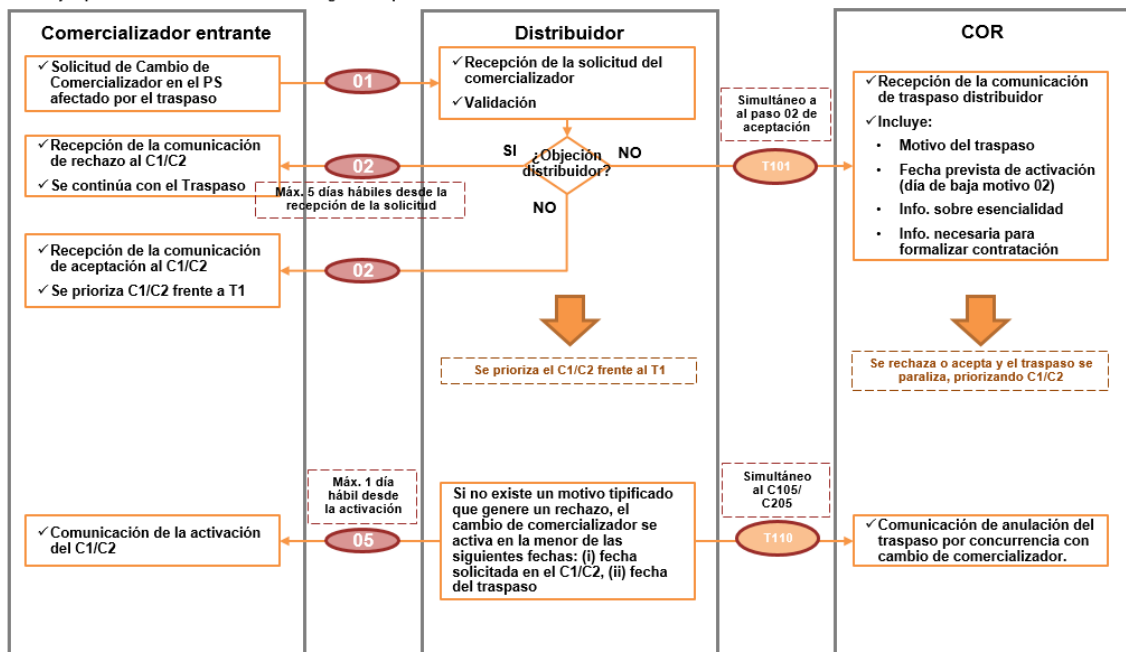 Comercializador entrante
✓Solicitud de Cambio de
Comercializador en el PS
afectado por el traspaso
✓Recepción de la comunicación
de rechazo al C1/C2
✓Se continúa con el Traspaso
✓Recepción de la comunicación
de aceptación al C1/C2
✓Se prioriza C1/C2 frente a T1
✓Comunicación de la activación
del C1/C2
01
02
Máx. 5 días hábiles desde la
recepción de la solicitud
02
Máx. 1 día
hábil desde
la activación
05
Distribuidor
✓Recepción de la solicitud del
comercializador
✓Validación
SI
¿Objeción
distribuidor?
NO
NO
Se prioriza el C1/C2 frente al T1
Si no existe un motivo tipificado
que genere un rechazo, el
cambio de comercializador se
activa en la menor de las
siguientes fechas: (i) fecha
solicitada en el C1/C2, (ii) fecha
del traspaso
Simultáneo a
al paso 02 de
aceptación
T101
Simultáneo
al C105/
C205
T110
COR
✓Recepción de la comunicación
de traspaso distribuidor
✓Incluye:
• Motivo del traspaso
• Fecha prevista de activación
(día de baja motivo 02)
• Info. sobre esencialidad
• Info. necesaria para
formalizar contratación
Se rechaza o acepta y el traspaso se
paraliza, priorizando C1/C2
✓Comunicación de anulación del
traspaso por concurrencia con
cambio de comercializador.